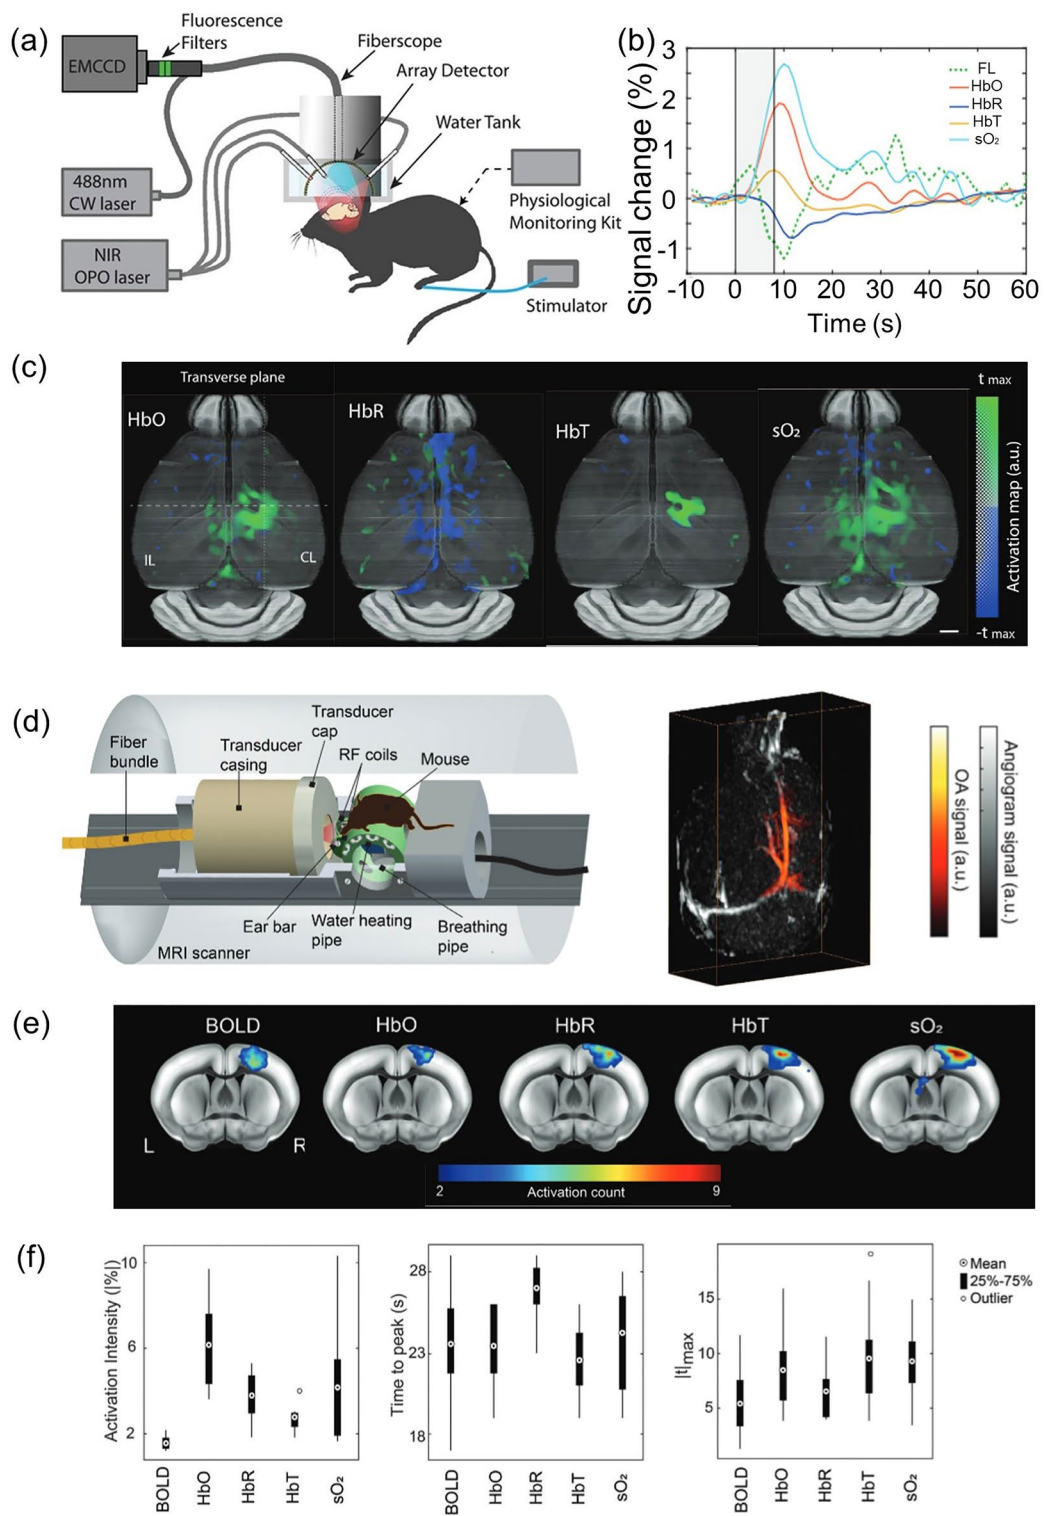 (a)
Fluorescence
Filters
EMCCD
Fiberscope
Array Detector
Water Tank
488nm
CW laser
NIR
OPO laser
Physiological
Monitoring Kit
Stimulator
(b)
Signal change (%)
3
2
1
0
-1
-10 0 10 20 30 40 50 60
Time (s)
FL
HbO
HbR
HbT
sO₂
(c)
Transverse plane
HbO
HbR
HbT
sO₂
IL
CL
t max
Activation map (a.u.)
-t max
(d)
Fiber
bundle
Transducer
casing
Transducer
cap
RF coils
Mouse
Ear bar
Water heating
pipe
Breathing
pipe
MRI scanner
OA signal (a.u.)
Angiogram signal (a.u.)
(e)
BOLD
HbO
HbR
HbT
sO₂
L
R
2
Activation count
9
(f)
Activation Intensity (|%|)
10
6
2
BOLD
HbO
HbR
HbT
sO₂
Time to peak (s)
28
23
18
BOLD
HbO
HbR
HbT
sO₂
|t|max
15
10
5
BOLD
HbO
HbR
HbT
sO₂
Mean
25%-75%
Outlier